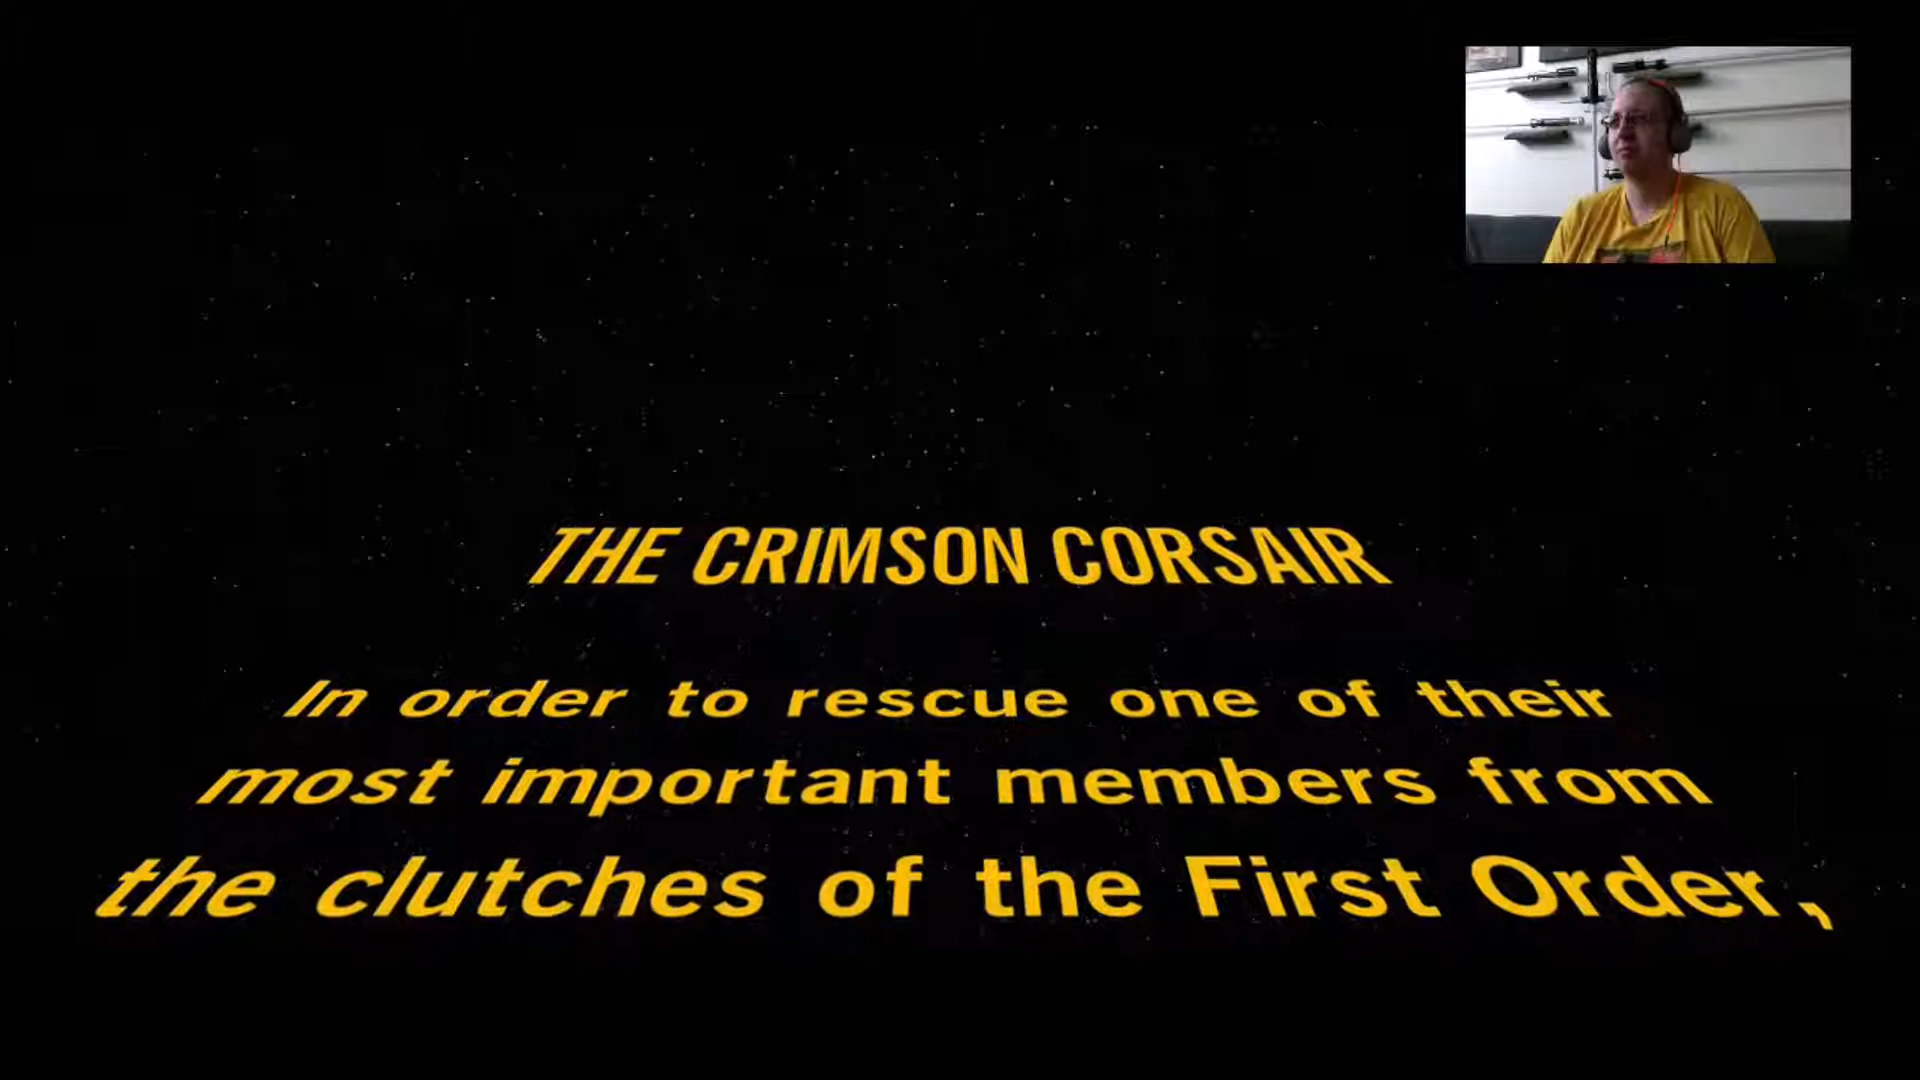 THE CRIMSON CORSAIR
In order to rescue one of their
most important members from
the clutches of the First Order,